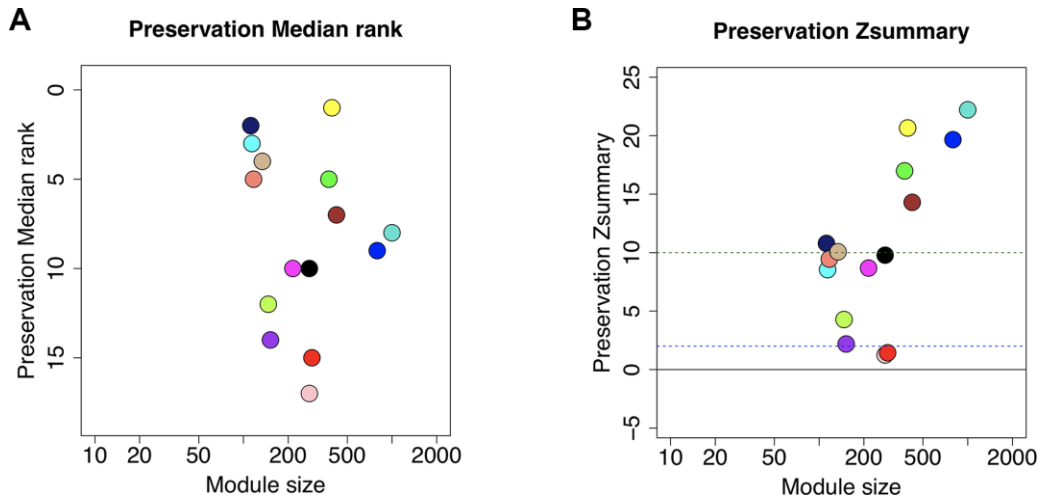 A
Preservation Median rank
Preservation Median rank
0
5
10
15
10 20 50 200 500 2000
Module size
B
Preservation Zsummary
Preservation Zsummary
25
20
15
10
5
0
−5
10 20 50 200 500 2000
Module size